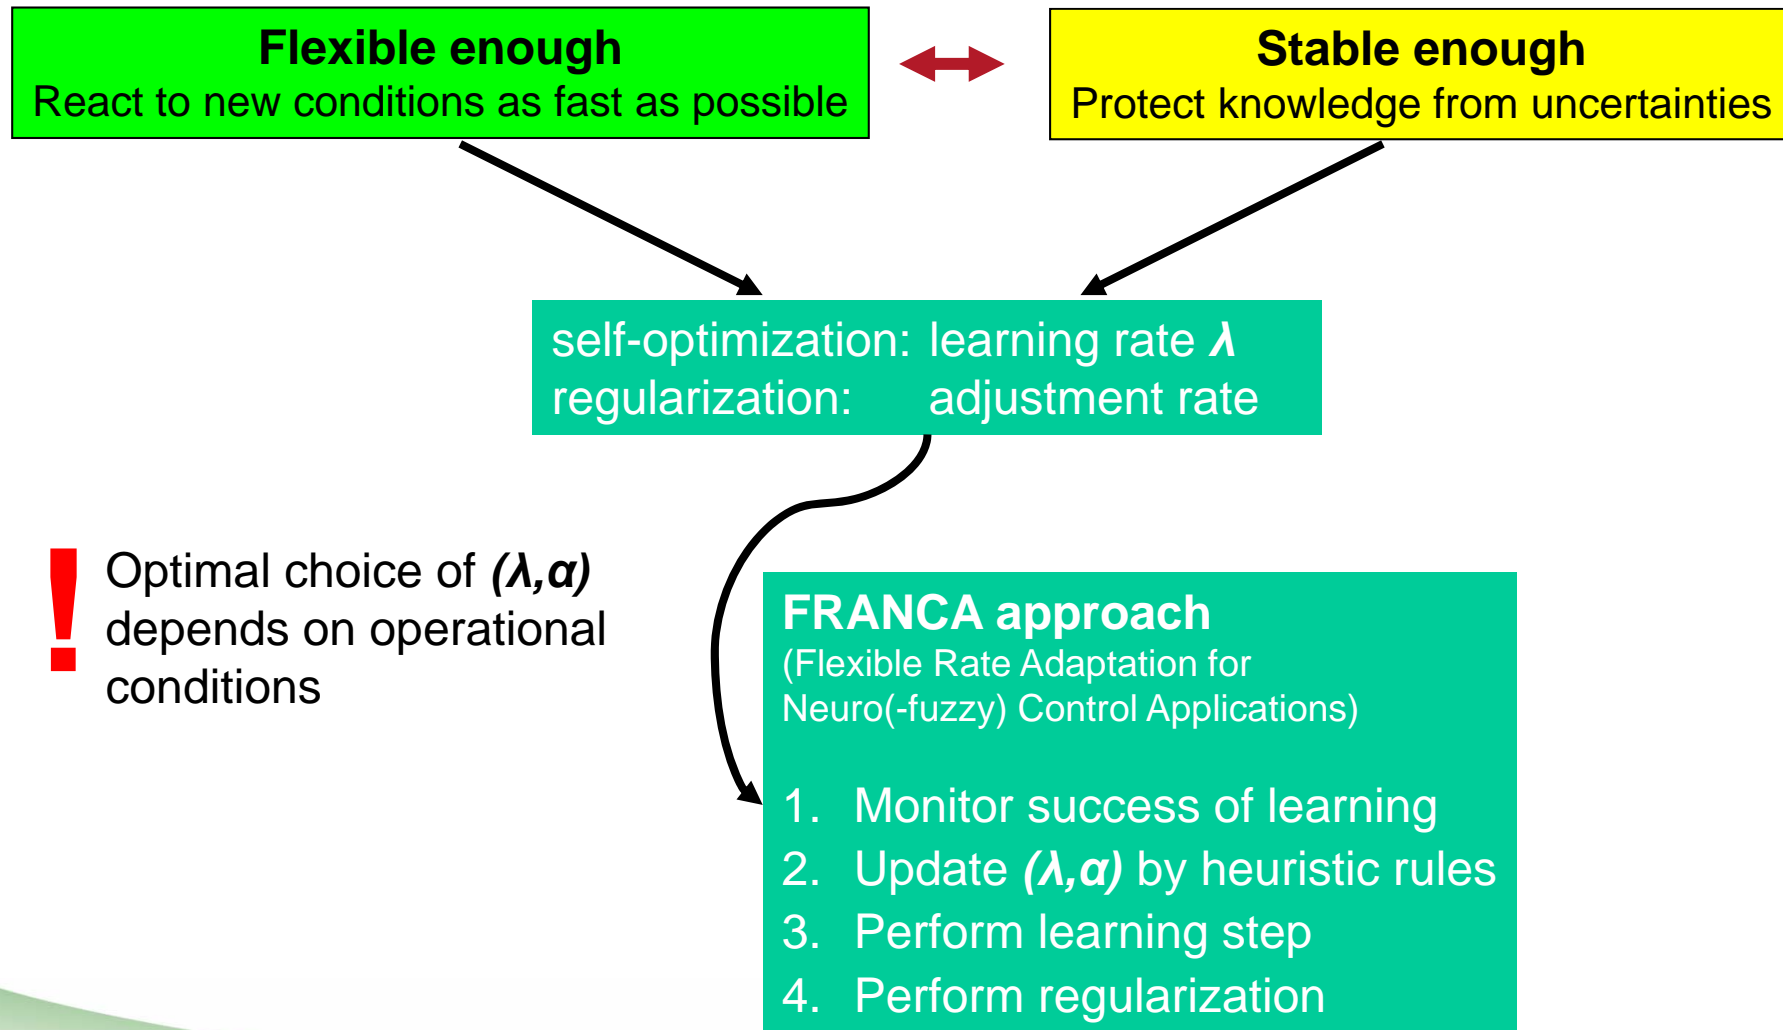 Flexible enough
React to new conditions as fast as possible
Stable enough
Protect knowledge from uncertainties
self-optimization: learning rate λ
regularization: adjustment rate
! Optimal choice of (λ,α)
depends on operational
conditions
FRANCA approach
(Flexible Rate Adaptation for
Neuro(-fuzzy) Control Applications)
1. Monitor success of learning
2. Update (λ,α) by heuristic rules
3. Perform learning step
4. Perform regularization